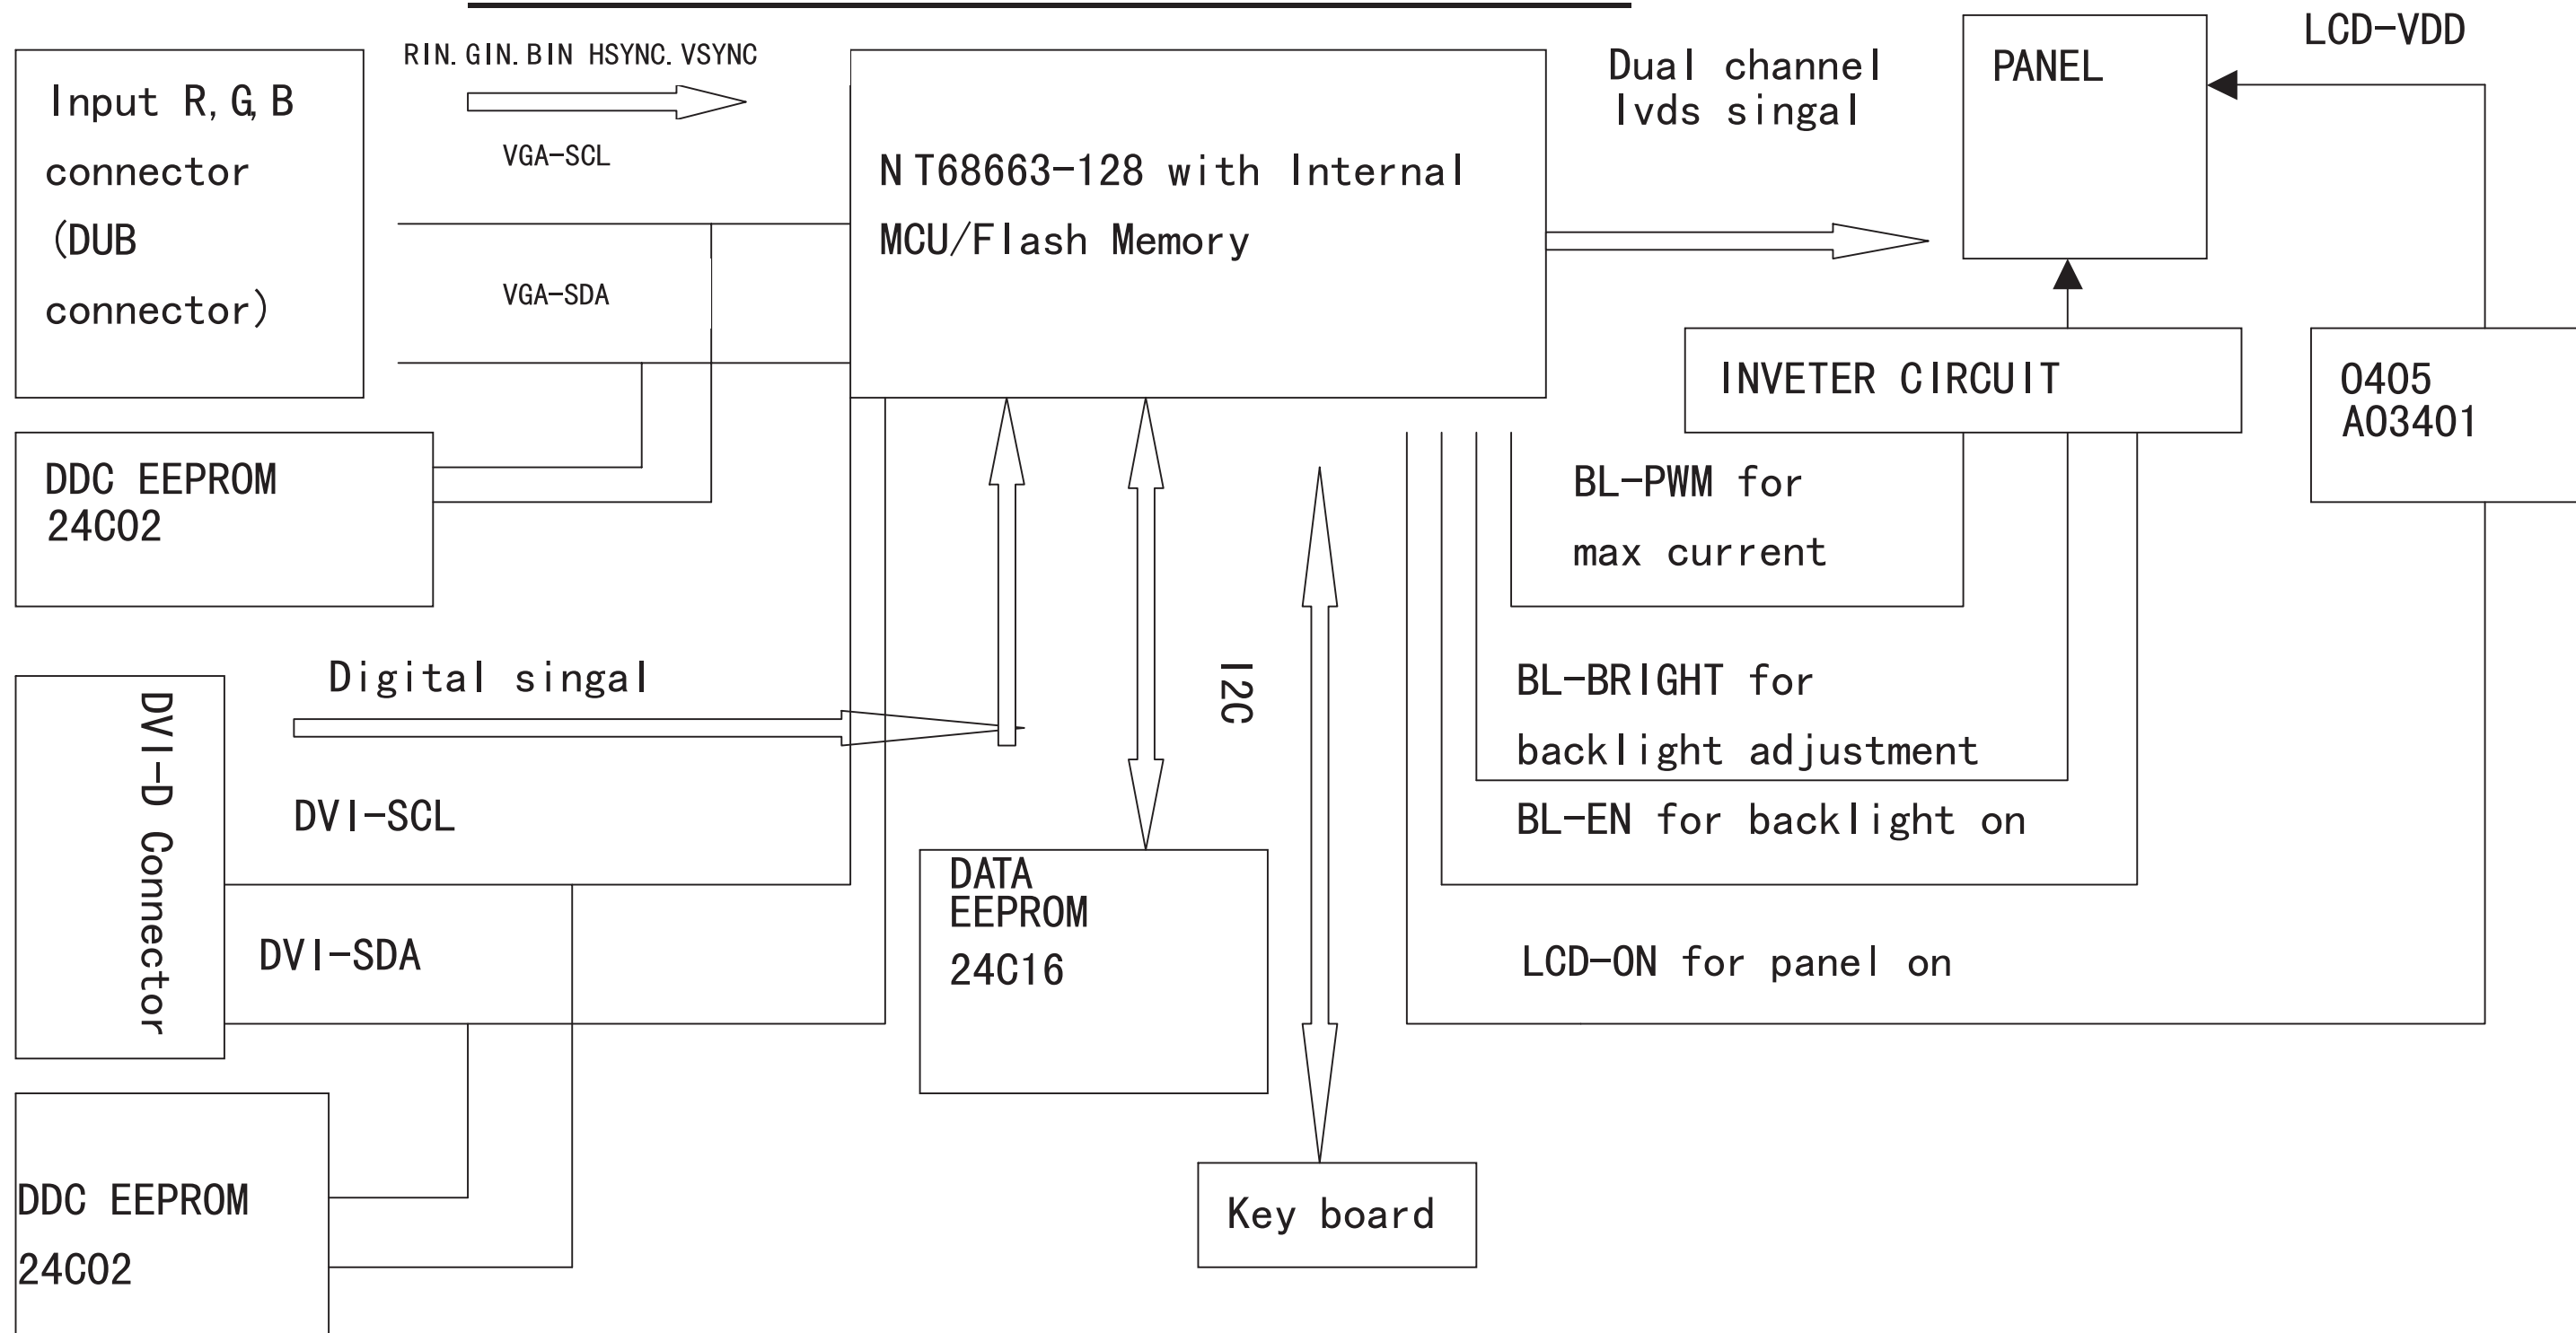 Input R,G,B
connector
(DUB
connector)
RIN.GIN.BIN HSYNC.VSYNC
VGA-SCL
VGA-SDA
NT68663-128 with Internal
MCU/Flash Memory
Dual channel
lvds singal
PANEL
LCD-VDD
INVETER CIRCUIT
0405
AO3401
DDC EEPROM
24C02
BL-PWM for
max current
Digital singal
I2C
BL-BRIGHT for
backlight adjustment
BL-EN for backlight on
DVI-D Connector
DVI-SCL
DVI-SDA
DATA
EEPROM
24C16
LCD-ON for panel on
DDC EEPROM
24C02
Key board